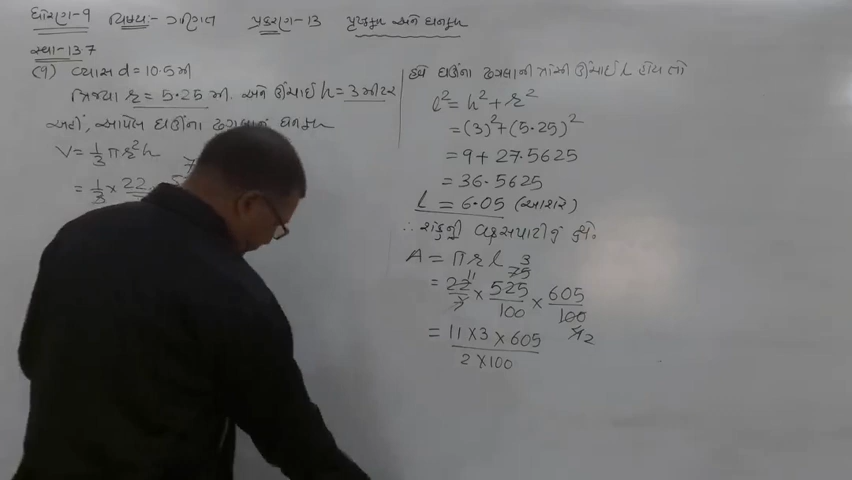 ધોરણ-9 વિષય:- ગણિત પ્રકરણ-13 પૃષ્ઠફળ અને ઘનફળ
સ્વા-13.7
(9) વ્યાસ d = 10.5 મી
ત્રિજ્યા r = 5.25 મી. અને ઊંચાઈ h = 3 મીટર
અહીં, આપેલ ઘઉંના ઢગલાનું ઘનફળ
V = 1/3 πr²h
= 1/3 × 22
હવે ઘઉંના ઢગલાની ત્રાંસી ઊંચાઈ l હોય તો
l² = h² + r²
= (3)² + (5.25)²
= 9 + 27.5625
= 36.5625
l = 6.05 (આશરે)
∴ શંકુની વક્રસપાટીનું ક્ષે.
A = π r l
= 22/7 × 525/100 × 605/100
= 11 × 3 × 605 / 2 × 100